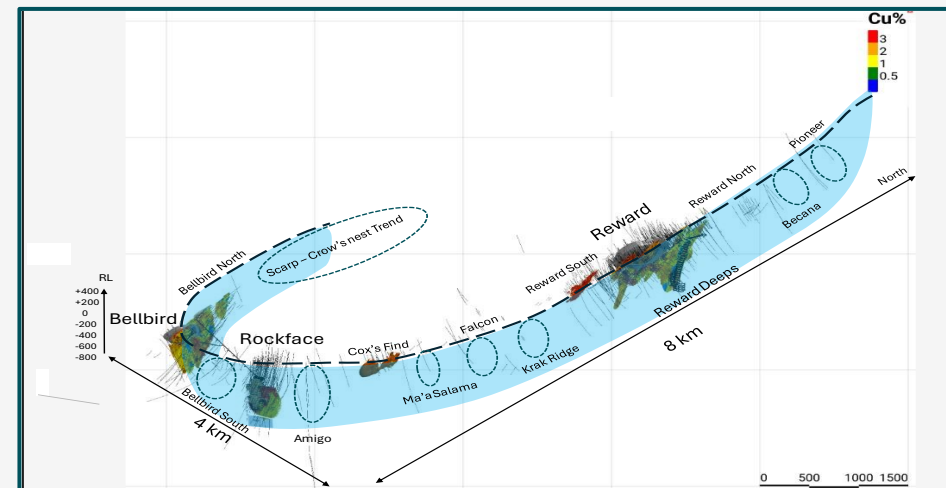 Cu%
3
2
1
0.5
Pioneer
North
Reward North
Becana
Reward
Scarp – Crow's nest Trend
Bellbird North
Reward South
Reward Deeps
RL
+400
+200
0
-200
-400
-600
-800
Bellbird
Rockface
Cox's Find
Falcon
Krak Ridge
8 km
Ma'a Salama
Bellbird South
4 km
Amigo
0 500 1000 1500